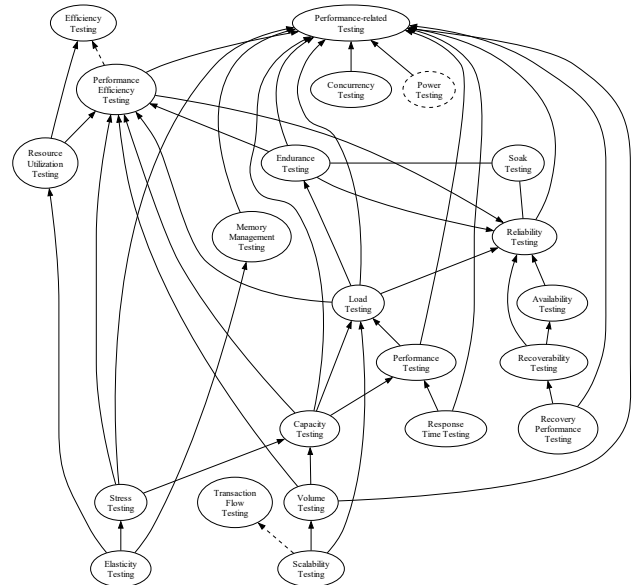 Efficiency
Testing
Performance-related
Testing
Performance
Efficiency
Testing
Concurrency
Testing
Power
Testing
Resource
Utilization
Testing
Endurance
Testing
Soak
Testing
Memory
Management
Testing
Reliability
Testing
Load
Testing
Availability
Testing
Performance
Testing
Recoverability
Testing
Capacity
Testing
Response
Time Testing
Recovery
Performance
Testing
Stress
Testing
Transaction
Flow
Testing
Volume
Testing
Elasticity
Testing
Scalability
Testing